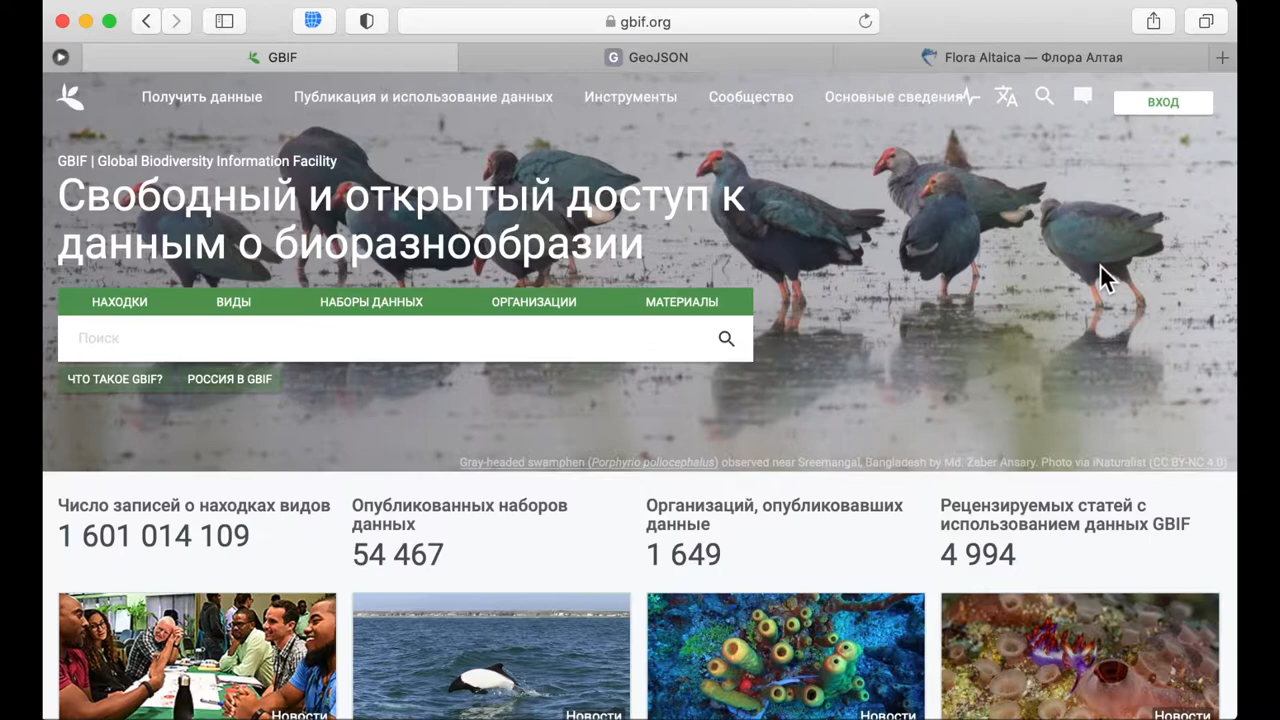 gbif.org
GBIF
G GeoJSON
Flora Altaica — Флора Алтая
Получить данные
Публикация и использование данных
Инструменты
Сообщество
Основные сведения
ВХОД
GBIF | Global Biodiversity Information Facility
Свободный и открытый доступ к
данным о биоразнообразии
НАХОДКИ
ВИДЫ
НАБОРЫ ДАННЫХ
ОРГАНИЗАЦИИ
МАТЕРИАЛЫ
Поиск
ЧТО ТАКОЕ GBIF?
РОССИЯ В GBIF
Gray-headed swamphen (Porphyrio poliocephalus) observed near Sreemangal, Bangladesh by Md. Zaber Ansary. Photo via iNaturalist (CC BY-NC 4.0)
Число записей о находках видов
1 601 014 109
Опубликованных наборов
данных
54 467
Организаций, опубликовавших
данные
1 649
Рецензируемых статей с
использованием данных GBIF
4 994
Новости
Новости
Новости
Новости